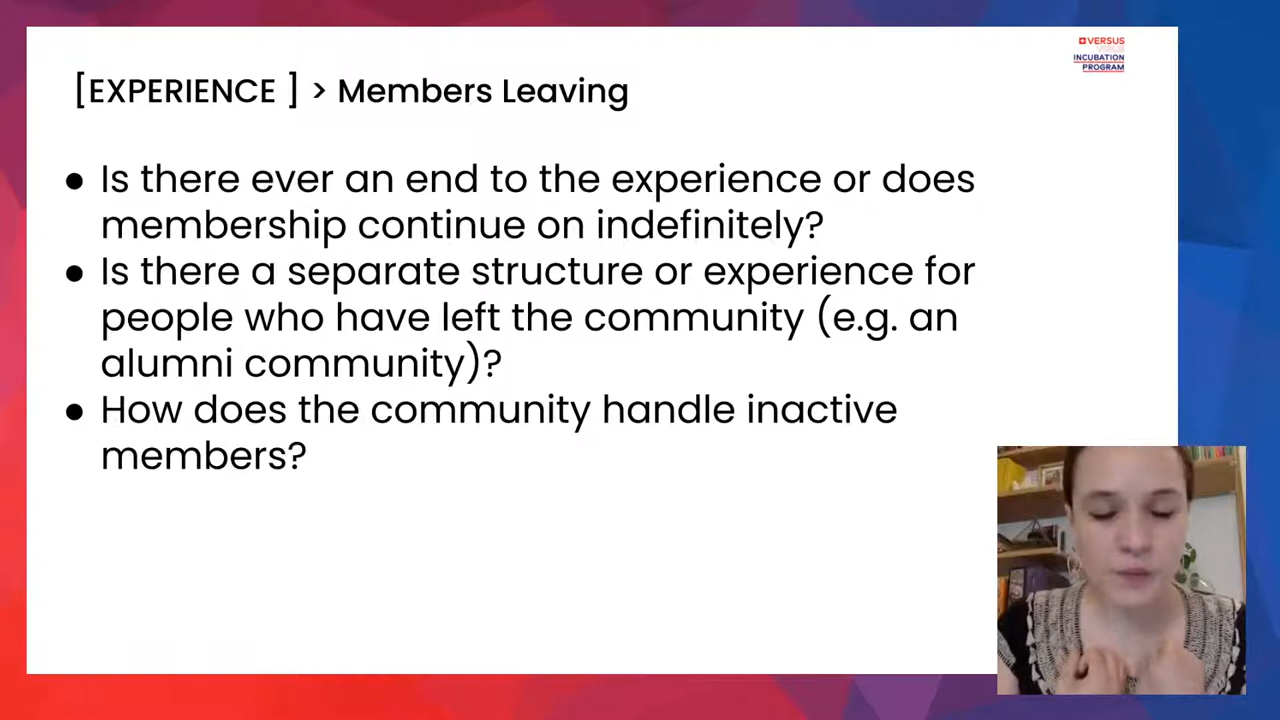 VERSUS
INCUBATION
PROGRAM
[EXPERIENCE ] > Members Leaving
● Is there ever an end to the experience or does
membership continue on indefinitely?
● Is there a separate structure or experience for
people who have left the community (e.g. an
alumni community)?
● How does the community handle inactive
members?